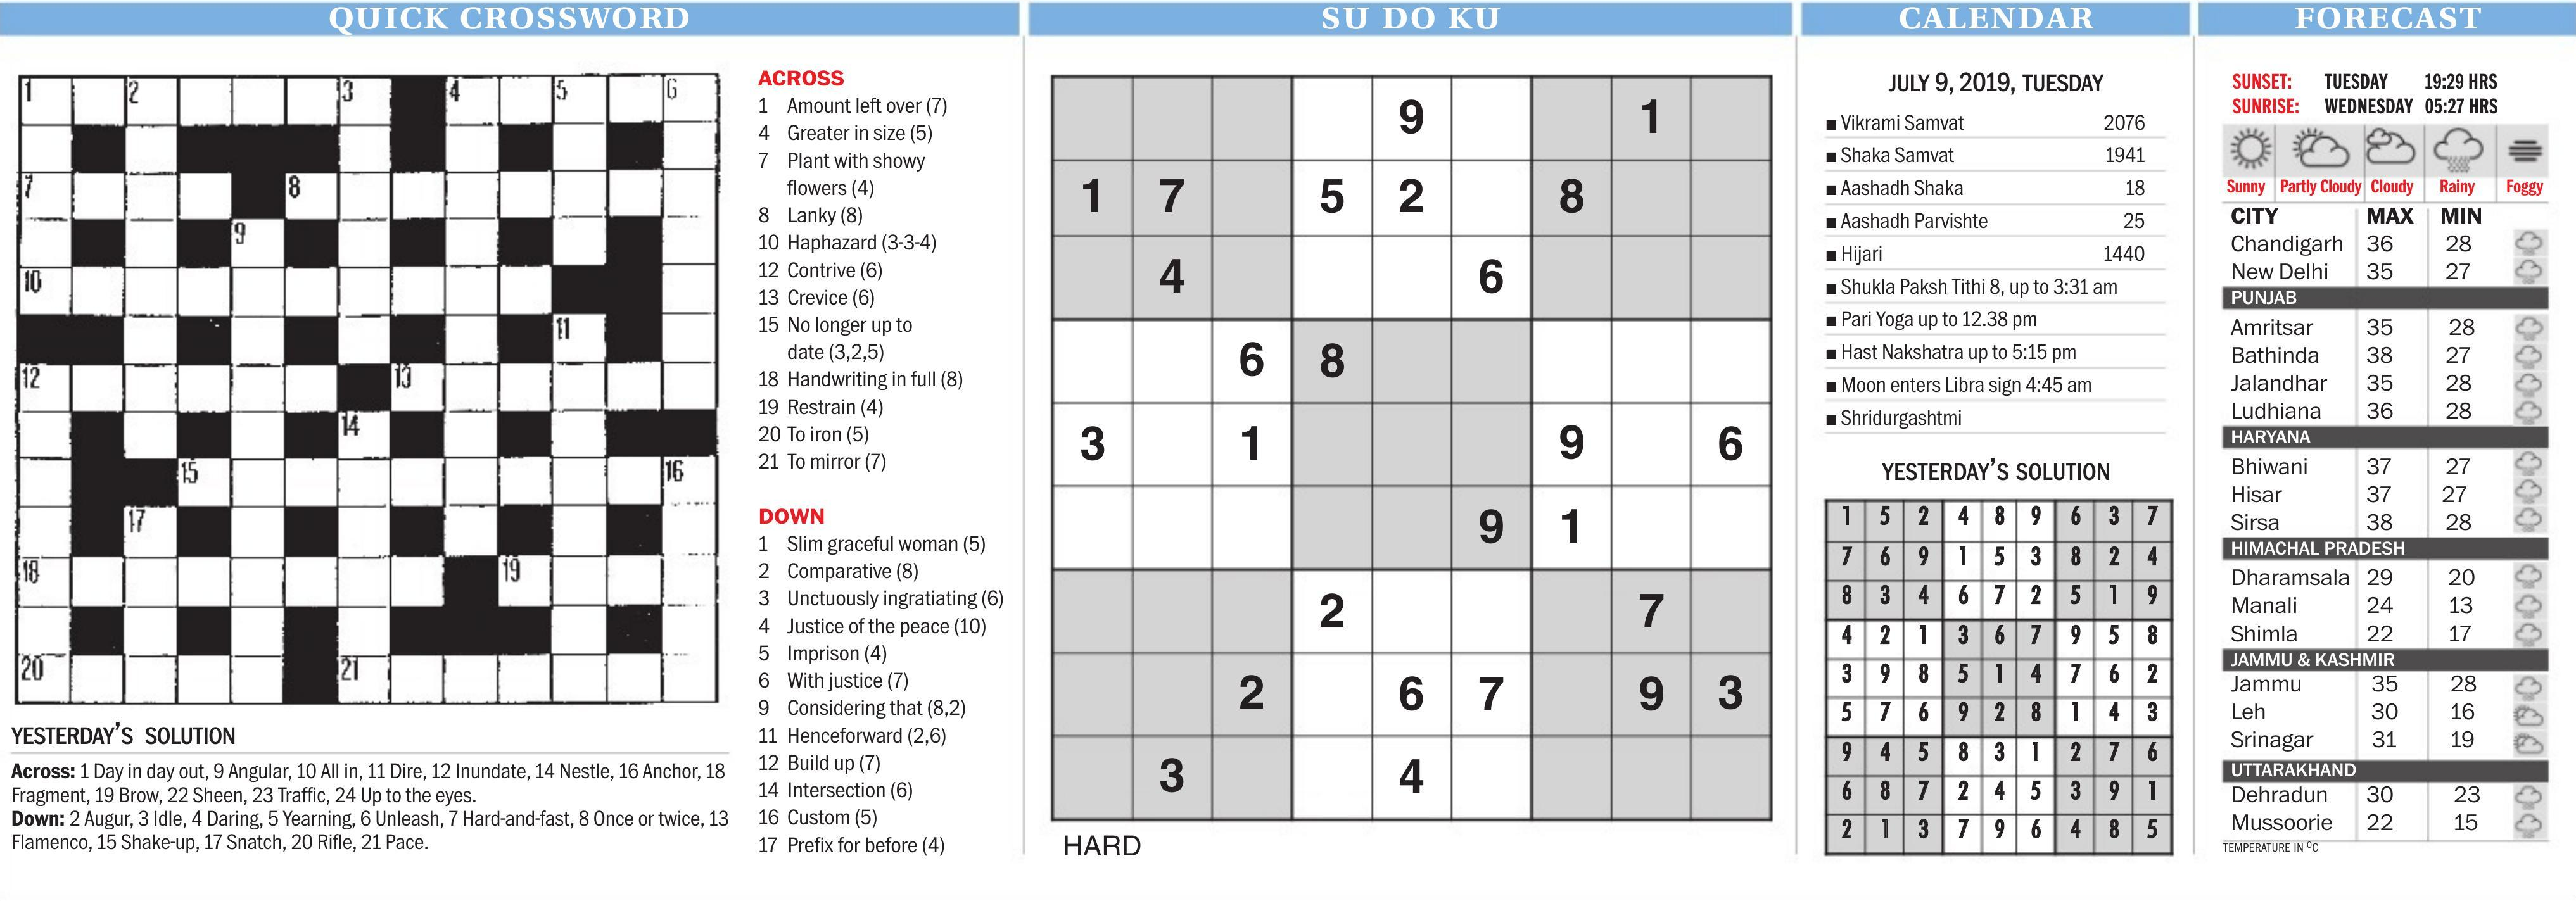 QUICK CROSSWORD
1 2 3 4 5 6
7 8
9
10
11
12 13
14
15 16
17
18 19
20 21
YESTERDAY'S SOLUTION
Across: 1 Day in day out, 9 Angular, 10 All in, 11 Dire, 12 Inundate, 14 Nestle, 16 Anchor, 18
Fragment, 19 Brow, 22 Sheen, 23 Traffic, 24 Up to the eyes.
Down: 2 Augur, 3 Idle, 4 Daring, 5 Yearning, 6 Unleash, 7 Hard-and-fast, 8 Once or twice, 13
Flamenco, 15 Shake-up, 17 Snatch, 20 Rifle, 21 Pace.
ACROSS
1 Amount left over (7)
4 Greater in size (5)
7 Plant with showy
flowers (4)
8 Lanky (8)
10 Haphazard (3-3-4)
12 Contrive (6)
13 Crevice (6)
15 No longer up to
date (3,2,5)
18 Handwriting in full (8)
19 Restrain (4)
20 To iron (5)
21 To mirror (7)
DOWN
1 Slim graceful woman (5)
2 Comparative (8)
3 Unctuously ingratiating (6)
4 Justice of the peace (10)
5 Imprison (4)
6 With justice (7)
9 Considering that (8,2)
11 Henceforward (2,6)
12 Build up (7)
14 Intersection (6)
16 Custom (5)
17 Prefix for before (4)
SU DO KU
9 1
1 7 5 2 8
4 6
6 8
3 1 9 6
9 1
2 7
2 6 7 9 3
3 4
HARD
CALENDAR
JULY 9, 2019, TUESDAY
■ Vikrami Samvat 2076
■ Shaka Samvat 1941
■ Aashadh Shaka 18
■ Aashadh Parvishte 25
■ Hijari 1440
■ Shukla Paksh Tithi 8, up to 3:31 am
■ Pari Yoga up to 12.38 pm
■ Hast Nakshatra up to 5:15 pm
■ Moon enters Libra sign 4:45 am
■ Shridurgashtmi
YESTERDAY'S SOLUTION
1 5 2 4 8 9 6 3 7
7 6 9 1 5 3 8 2 4
8 3 4 6 7 2 5 1 9
4 2 1 3 6 7 9 5 8
3 9 8 5 1 4 7 6 2
5 7 6 9 2 8 1 4 3
9 4 5 8 3 1 2 7 6
6 8 7 2 4 5 3 9 1
2 1 3 7 9 6 4 8 5
FORECAST
SUNSET: TUESDAY 19:29 HRS
SUNRISE: WEDNESDAY 05:27 HRS
Sunny Partly Cloudy Cloudy Rainy Foggy
CITY MAX MIN
Chandigarh 36 28
New Delhi 35 27
PUNJAB
Amritsar 35 28
Bathinda 38 27
Jalandhar 35 28
Ludhiana 36 28
HARYANA
Bhiwani 37 27
Hisar 37 27
Sirsa 38 28
HIMACHAL PRADESH
Dharamsala 29 20
Manali 24 13
Shimla 22 17
JAMMU & KASHMIR
Jammu 35 28
Leh 30 16
Srinagar 31 19
UTTARAKHAND
Dehradun 30 23
Mussoorie 22 15
TEMPERATURE IN ⁰C